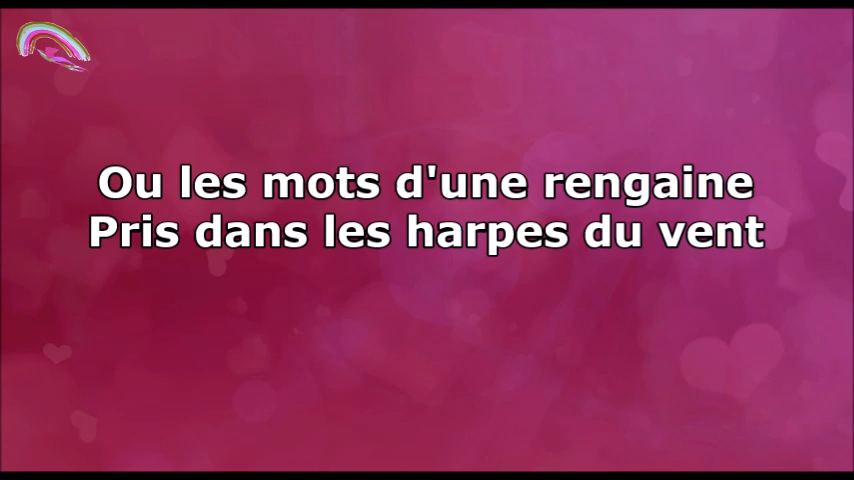 Ou les mots d'une rengaine
Pris dans les harpes du vent